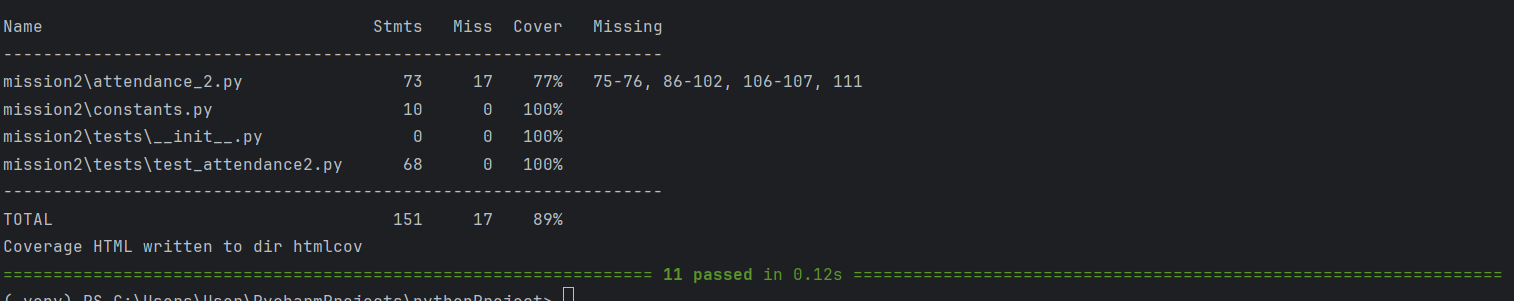 Name Stmts Miss Cover Missing
-----------------------------------------------------------------
mission2\attendance_2.py 73 17 77% 75-76, 86-102, 106-107, 111
mission2\constants.py 10 0 100%
mission2\tests\__init__.py 0 0 100%
mission2\tests\test_attendance2.py 68 0 100%
-----------------------------------------------------------------
TOTAL 151 17 89%
Coverage HTML written to dir htmlcov
================================================================ 11 passed in 0.12s ================================================================
(.venv) PS C:\Users\User\PycharmProjects\pythonProject>